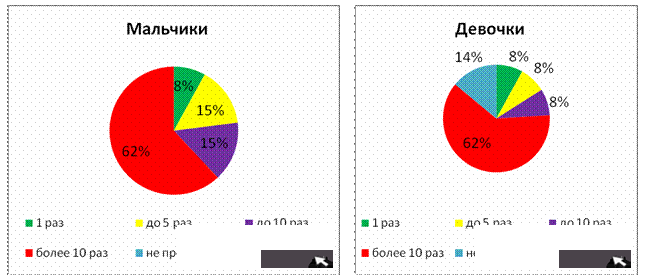 Мальчики
8%
15%
15%
62%
1 раз
до 5 раз
до 10 раз
более 10 раз
не пр
Девочки
14%
8%
8%
8%
62%
1 раз
до 5 раз
до 10 раз
более 10 раз